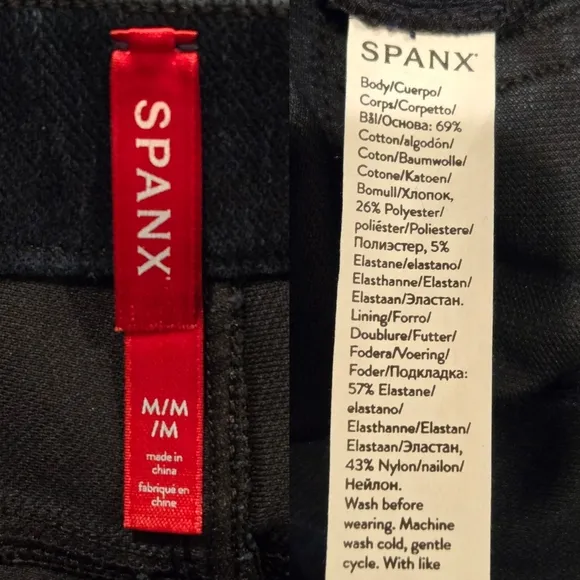 SPANX
M/M
/M
made in
china
fabriqué en
chine
SPANX
Body/Cuerpo/
Corps/Corpetto/
Bål/Основа: 69%
Cotton/algodón/
Coton/Baumwolle/
Cotone/Katoen/
Bomull/Хлопок,
26% Polyester/
poliéster/Poliestere/
Полиэстер, 5%
Elastane/elastano/
Elasthanne/Elastan/
Elastaan/Эластан.
Lining/Forro/
Doublure/Futter/
Fodera/Voering/
Foder/Подкладка:
57% Elastane/
elastano/
Elasthanne/Elastan/
Elastaan/Эластан,
43% Nylon/nailon/
Нейлон.
Wash before
wearing. Machine
wash cold, gentle
cycle. With like